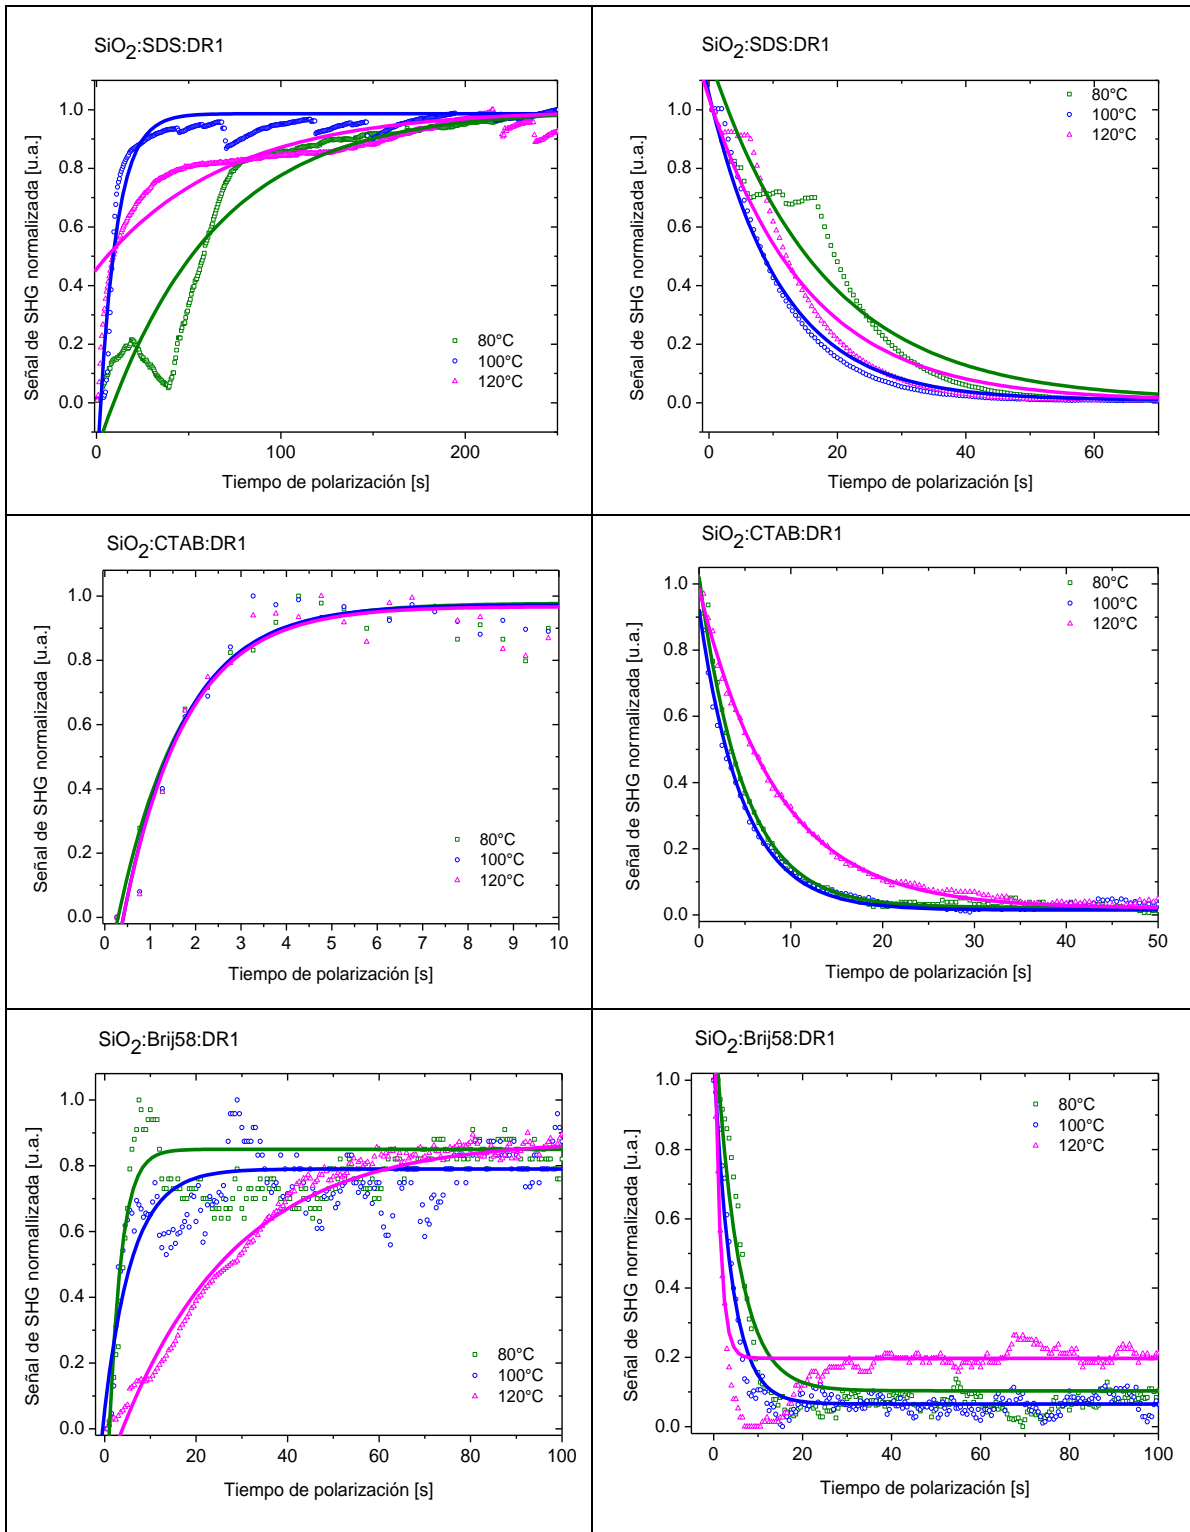 SiO2:SDS:DR1
Señal de SHG normalizada [u.a.]
1.0
0.8
0.6
0.4
0.2
0.0
80°C
100°C
120°C
0 100 200
Tiempo de polarización [s]
SiO2:SDS:DR1
Señal de SHG normalizada [u.a.]
1.0
0.8
0.6
0.4
0.2
0.0
80°C
100°C
120°C
0 20 40 60
Tiempo de polarización [s]
SiO2:CTAB:DR1
Señal de SHG normalizada [u.a.]
1.0
0.8
0.6
0.4
0.2
0.0
80°C
100°C
120°C
0 1 2 3 4 5 6 7 8 9 10
Tiempo de polarización [s]
SiO2:CTAB:DR1
Señal de SHG normalizada [u.a.]
1.0
0.8
0.6
0.4
0.2
0.0
80°C
100°C
120°C
0 10 20 30 40 50
Tiempo de polarización [s]
SiO2:Brij58:DR1
Señal de SHG normallizada [u.a.]
1.0
0.8
0.6
0.4
0.2
0.0
80°C
100°C
120°C
0 20 40 60 80 100
Tiempo de polarización [s]
SiO2:Brij58:DR1
Señal de SHG normalizada [u.a.]
1.0
0.8
0.6
0.4
0.2
0.0
80°C
100°C
120°C
0 20 40 60 80 100
Tiempo de polarización [s]